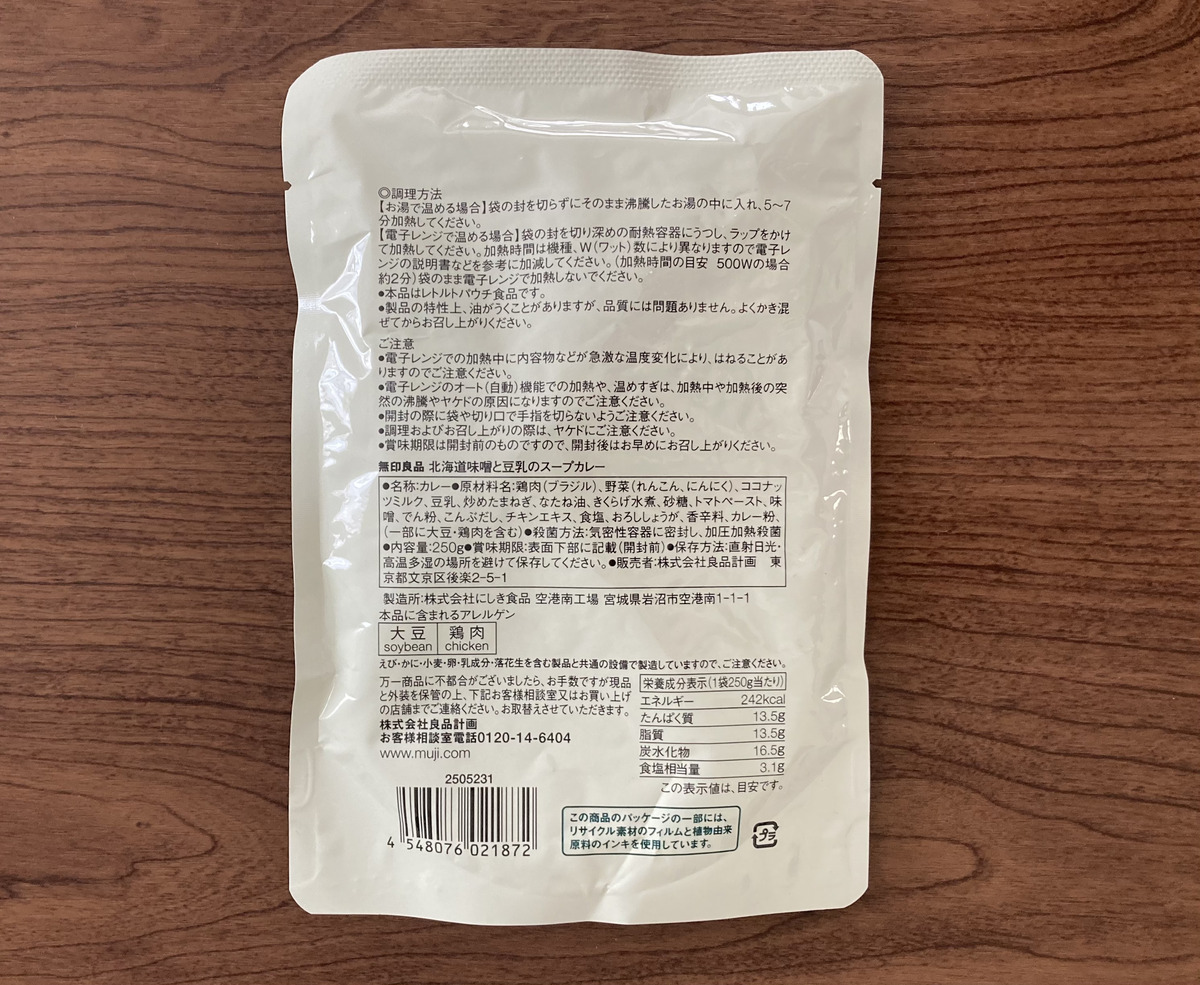 ◎調理方法
【お湯で温める場合】袋の封を切らずにそのまま沸騰したお湯の中に入れ、5〜7
分加熱してください。
【電子レンジで温める場合】袋の封を切り深めの耐熱容器にうつし、ラップをかけ
て加熱してください。加熱時間は機種、W(ワット)数により異なりますので電子レ
ンジの説明書などを参考に加減してください。(加熱時間の目安 500Wの場合
約2分)袋のまま電子レンジで加熱しないでください。
●本品はレトルトパウチ食品です。
●製品の特性上、油がうくことがありますが、品質には問題ありません。よくかき混
ぜてからお召し上がりください。
ご注意
●電子レンジでの加熱中に内容物などが急激な温度変化により、はねることがあ
りますのでご注意ください。
●電子レンジのオート(自動)機能での加熱や、温めすぎは、加熱中や加熱後の突
然の沸騰やヤケドの原因になりますのでご注意ください。
●開封の際に袋や切り口で手指を切らないようご注意ください。
●調理およびお召し上がりの際は、ヤケドにご注意ください。
●賞味期限は開封前のものですので、開封後はお早めにお召し上がりください。
無印良品 北海道味噌と豆乳のスープカレー
●名称:カレー●原材料名:鶏肉(ブラジル)、野菜(れんこん、にんにく)、ココナッ
ツミルク、豆乳、炒めたまねぎ、なたね油、きくらげ水煮、砂糖、トマトペースト、味
噌、でん粉、こんぶだし、チキンエキス、食塩、おろししょうが、香辛料、カレー粉、
(一部に大豆・鶏肉を含む)●殺菌方法:気密性容器に密封し、加圧加熱殺菌
●内容量:250g●賞味期限:表面下部に記載(開封前)●保存方法:直射日光・
高温多湿の場所を避けて保存してください。●販売者:株式会社良品計画 東
京都文京区後楽2-5-1
製造所:株式会社にしき食品 空港南工場 宮城県岩沼市空港南1-1-1
本品に含まれるアレルゲン
大豆 鶏肉
soybean chicken
えび・かに・小麦・卵・乳成分・落花生を含む製品と共通の設備で製造していますので、ご注意ください。
万一商品に不都合がございましたら、お手数ですが現品
と外装を保管の上、下記お客様相談室又はお買い上げ
の店舗までご連絡ください。お取替えさせていただきます。
株式会社良品計画
お客様相談室電話0120-14-6404
www.muji.com
栄養成分表示(1袋250g当たり)
エネルギー 242kcal
たんぱく質 13.5g
脂質 13.5g
炭水化物 16.5g
食塩相当量 3.1g
この表示値は、目安です。
2505231
4 548076 021872
この商品のパッケージの一部には、
リサイクル素材のフィルムと植物由来
原料のインキを使用しています。
プラ